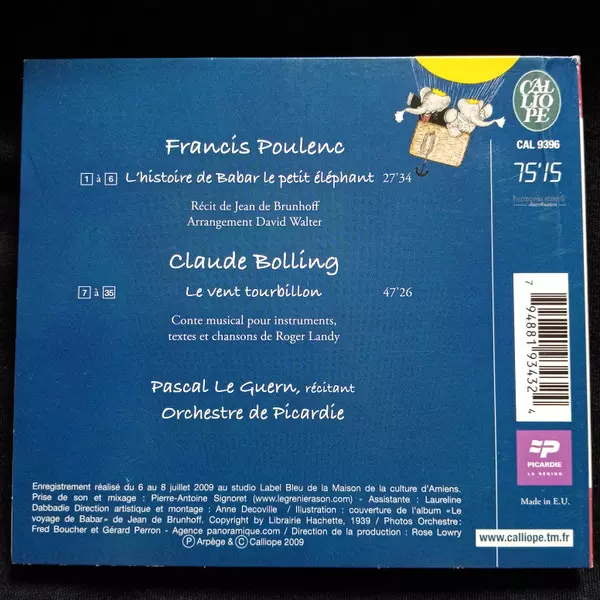 CALLIOPE
CAL 9396
75'15
Francis Poulenc
1 à 6 L'histoire de Babar le petit éléphant 27'34
Récit de Jean de Brunhoff
Arrangement David Walter
Claude Bolling
7 à 35 Le vent tourbillon 47'26
Conte musical pour instruments,
textes et chansons de Roger Landy
Pascal Le Guern, récitant
Orchestre de Picardie
7 94881 93432 4
PICARDIE
LA RÉGION
Made in E.U.
Enregistrement réalisé du 6 au 8 juillet 2009 au studio Label Bleu de la Maison de la culture d'Amiens.
Prise de son et mixage : Pierre-Antoine Signoret (www.legrenierason.com) - Assistante : Laureline
Dabbadie Direction artistique et montage : Anne Decoville / Illustration : couverture de l'album «Le
voyage de Babar» de Jean de Brunhoff. Copyright by Librairie Hachette, 1939 / Photos Orchestre:
Fred Boucher et Gérard Perron - Agence panoramique.com / Direction de la production : Rose Lowry
Ⓟ Arpège & © Calliope 2009
www.calliope.tm.fr